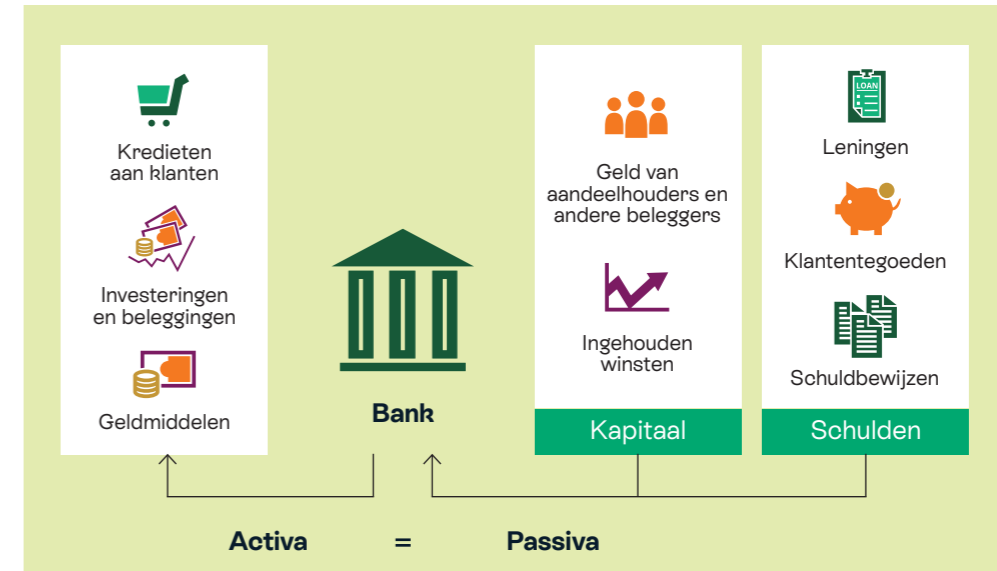 Kredieten
aan klanten
Investeringen
en beleggingen
Geldmiddelen
Bank
Geld van
aandeelhouders en
andere beleggers
Ingehouden
winsten
Kapitaal
LOAN
Leningen
Klantentegoeden
Schuldbewijzen
Schulden
Activa = Passiva